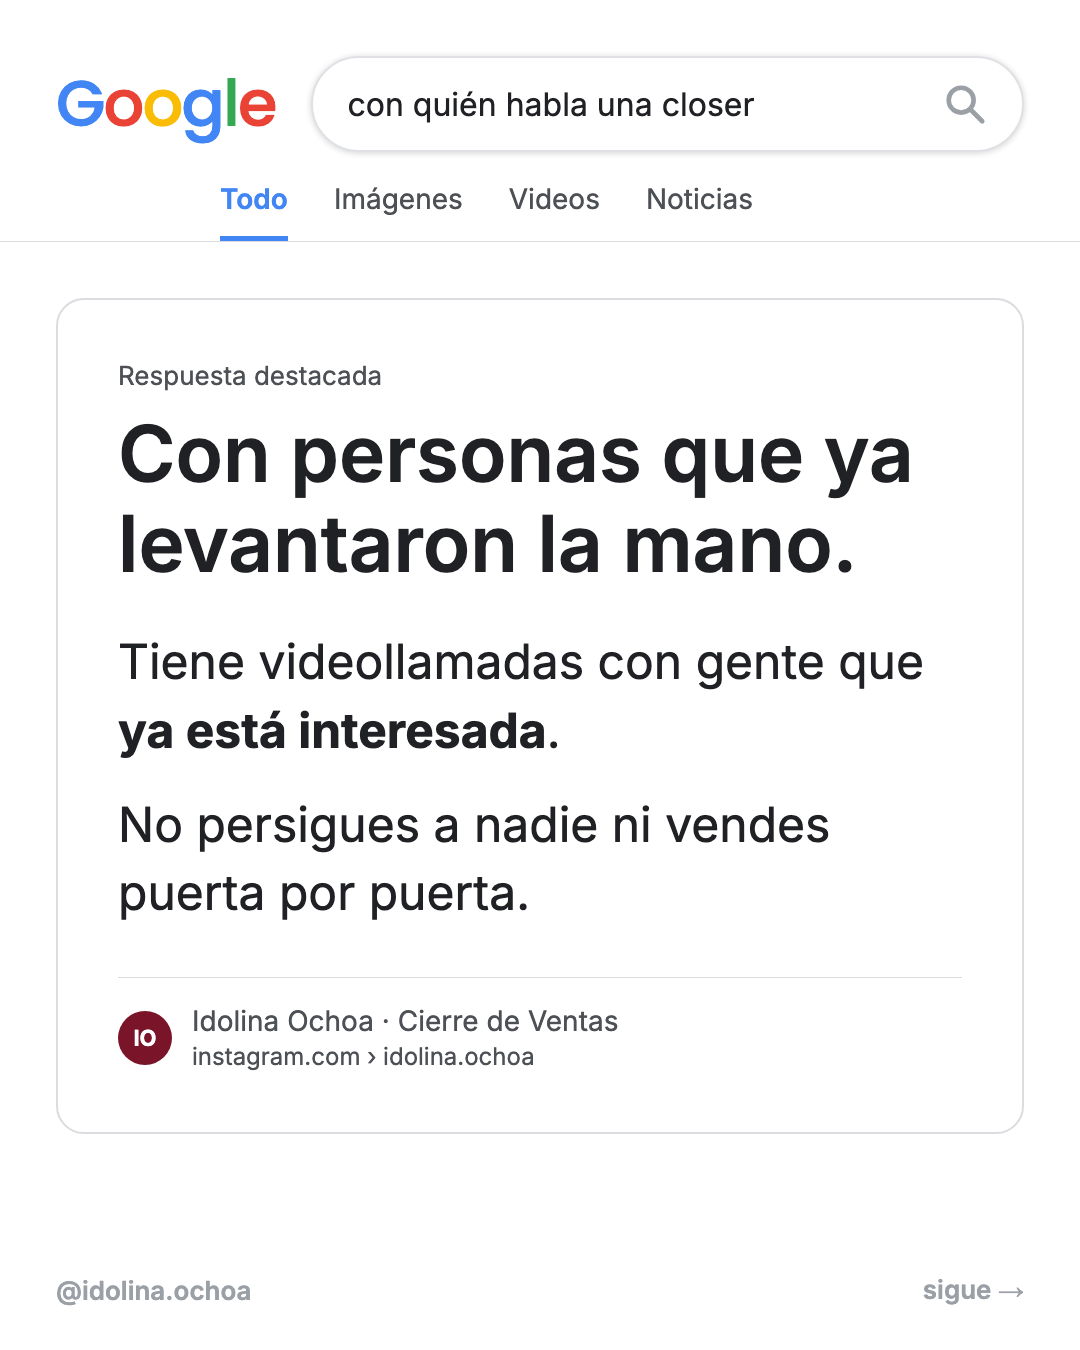 Google
con quién habla una closer
Todo Imágenes Videos Noticias
Respuesta destacada
Con personas que ya
levantaron la mano.
Tiene videollamadas con gente que
ya está interesada.
No persigues a nadie ni vendes
puerta por puerta.
IO
Idolina Ochoa · Cierre de Ventas
instagram.com › idolina.ochoa
@idolina.ochoa
sigue →